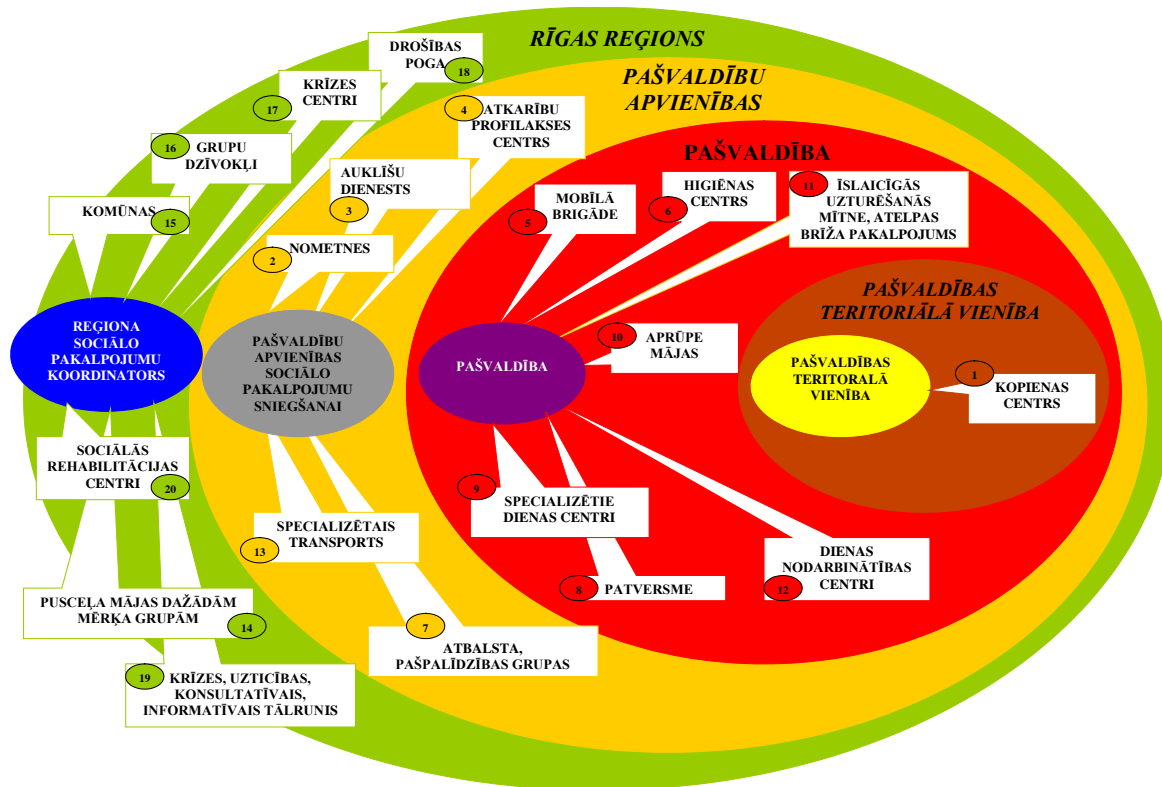 RĪGAS REĢIONS
PAŠVALDĪBU
APVIENĪBAS
PAŠVALDĪBA
PAŠVALDĪBAS
TERITORIĀLĀ VIENĪBA
DROŠĪBAS
POGA
18
KRĪZES
CENTRI
17
16
GRUPU
DZĪVOKĻI
KOMŪNAS
15
4
ATKARĪBU
PROFILAKSES
CENTRS
AUKLĪŠU
DIENESTS
3
NOMETNES
2
MOBĪLĀ
BRIGĀDE
5
HIGIĒNAS
CENTRS
6
11
ĪSLAICĪGĀS
UZTURĒŠANĀS
MĪTNE, ATELPAS
BRĪŽA PAKALPOJUMS
REĢIONA
SOCIĀLO
PAKALPOJUMU
KOORDINATORS
PAŠVALDĪBU
APVIENĪBAS
SOCIĀLO
PAKALPOJUMU
SNIEGŠANAI
PAŠVALDĪBA
10
APRŪPE
MĀJAS
PAŠVALDĪBAS
TERITORALĀ
VIENĪBA
1
KOPIENAS
CENTRS
SOCIĀLĀS
REHABILITĀCIJAS
CENTRI
20
9
SPECIALIZĒTIE
DIENAS CENTRI
SPECIALIZĒTAIS
TRANSPORTS
13
DIENAS
NODARBINĀTĪBAS
CENTRI
12
8
PATVERSME
PUSCEĻA MĀJAS DAŽĀDĀM
MĒRĶA GRUPĀM
14
7
ATBALSTA,
PAŠPALĪDZĪBAS GRUPAS
19
KRĪZES, UZTICĪBAS,
KONSULTATĪVAIS,
INFORMATĪVAIS TĀLRUNIS